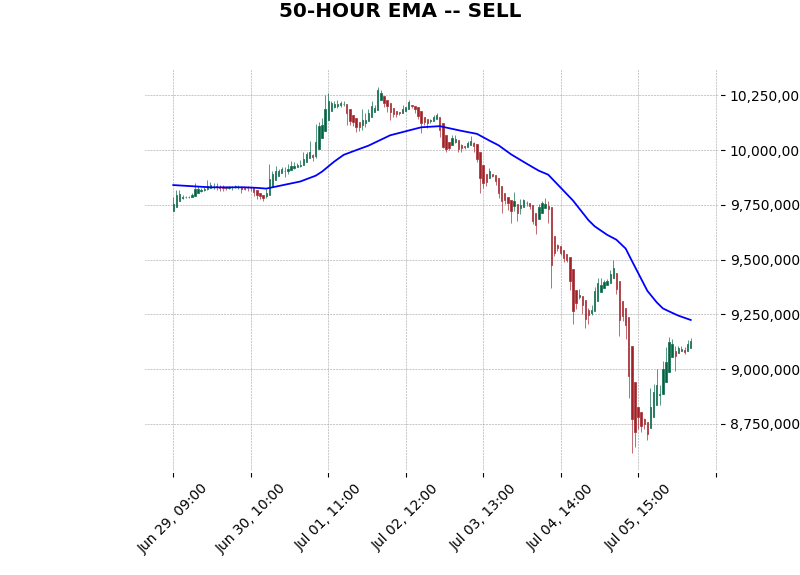 50-HOUR EMA -- SELL
10,250,00
10,000,00
9,750,000
9,500,000
9,250,000
9,000,000
8,750,000
Jun 29, 09:00
Jun 30, 10:00
Jul 01, 11:00
Jul 02, 12:00
Jul 03, 13:00
Jul 04, 14:00
Jul 05, 15:00